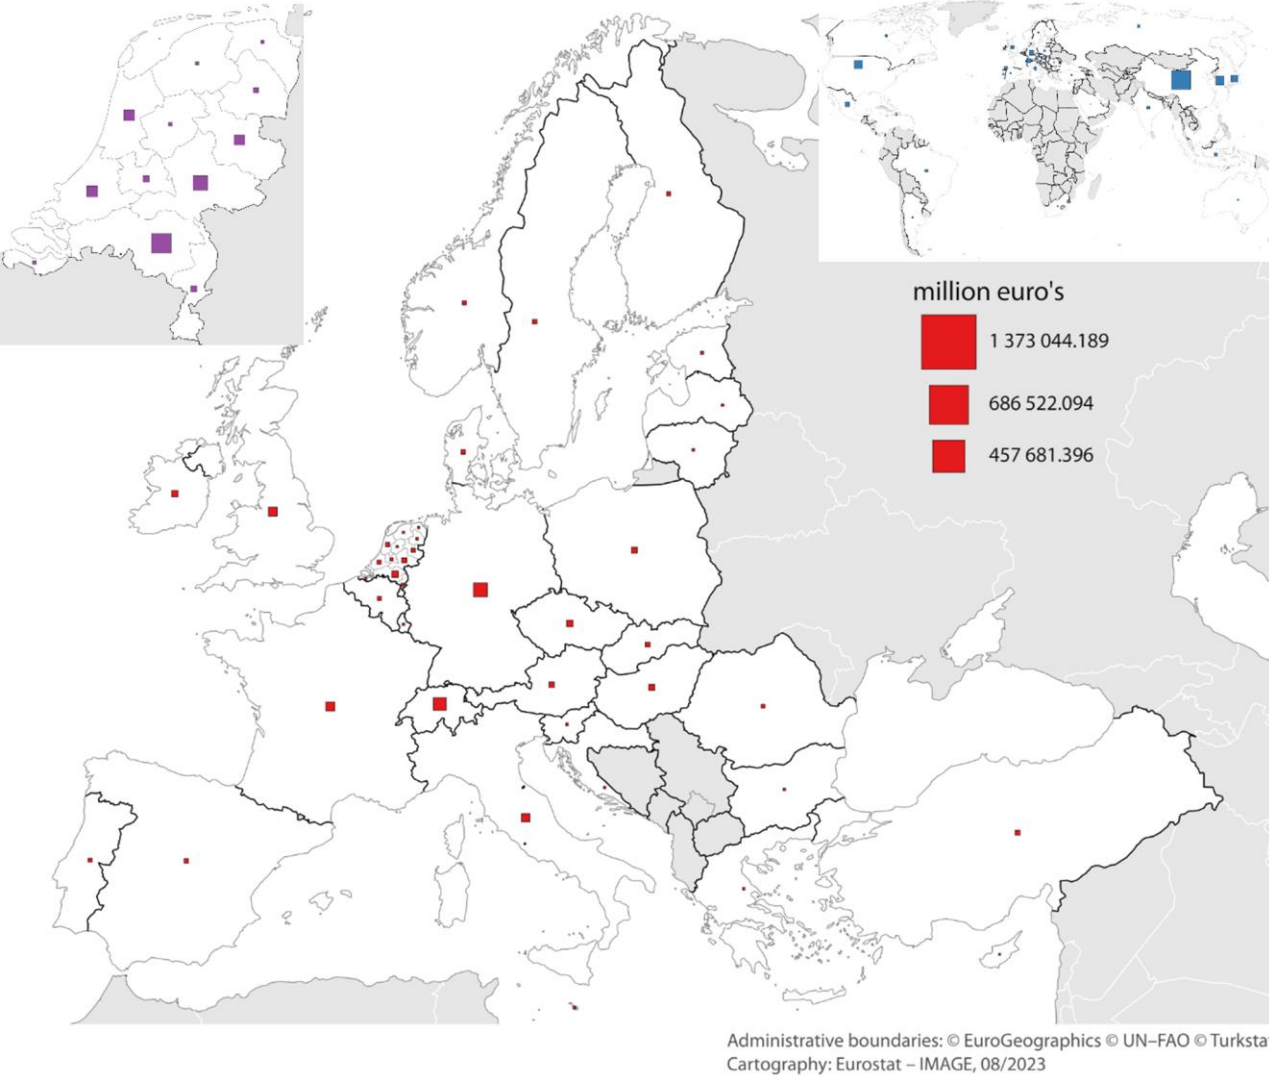 million euro's
1 373 044.189
686 522.094
457 681.396
Administrative boundaries: © EuroGeographics © UN–FAO © Turksta
Cartography: Eurostat – IMAGE, 08/2023